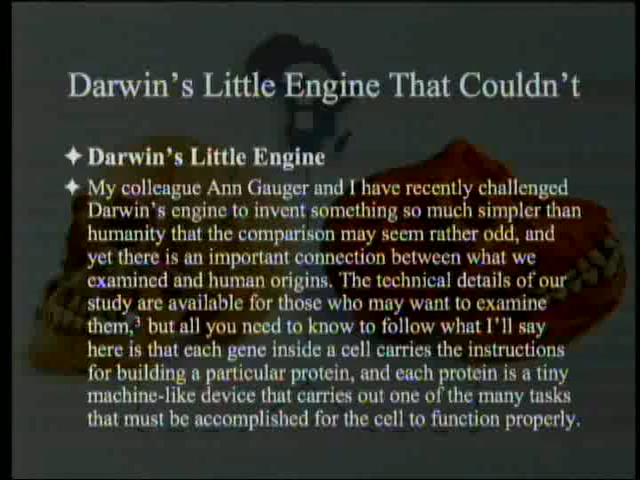 Darwin's Little Engine That Couldn't
✦ Darwin's Little Engine
✦ My colleague Ann Gauger and I have recently challenged
Darwin's engine to invent something so much simpler than
humanity that the comparison may seem rather odd, and
yet there is an important connection between what we
examined and human origins. The technical details of our
study are available for those who may want to examine
them,³ but all you need to know to follow what I'll say
here is that each gene inside a cell carries the instructions
for building a particular protein, and each protein is a tiny
machine-like device that carries out one of the many tasks
that must be accomplished for the cell to function properly.